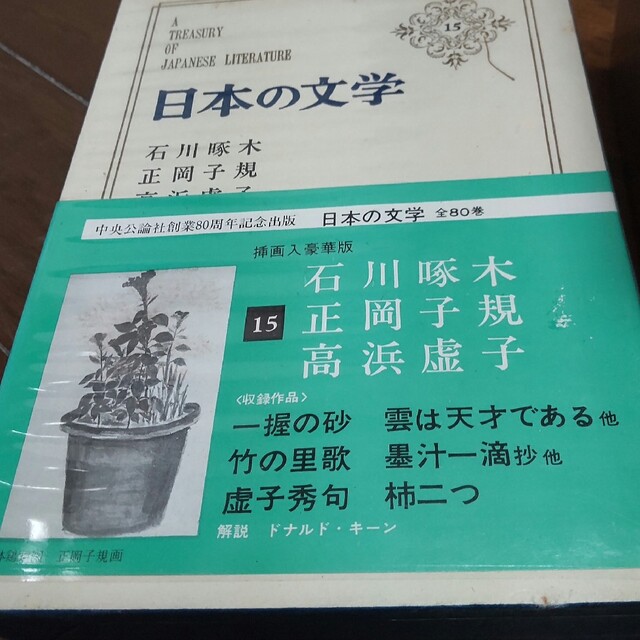 A
TREASURY
OF
JAPANESE LITERATURE
15
日本の文学
石川啄木
正岡子規
高浜虚子
中央公論社創業80周年記念出版 日本の文学 全80巻
挿画入豪華版
15
石川啄木
正岡子規
高浜虚子
〈収録作品〉
一握の砂 雲は天才である他
竹の里歌 墨汁一滴抄他
虚子秀句 柿二つ
解説 ドナルド・キーン
正岡子規画